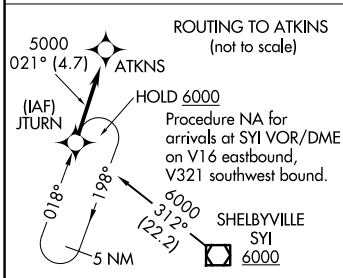 ROUTING TO ATKINS
(not to scale)
5000
021° (4.7)
ATKNS
(IAF)
JTURN
HOLD 6000
Procedure NA for
arrivals at SYI VOR/DME
on V16 eastbound,
V321 southwest bound.
018°
198°
5 NM
6000
312°
(22.2)
SHELBYVILLE
SYI
6000